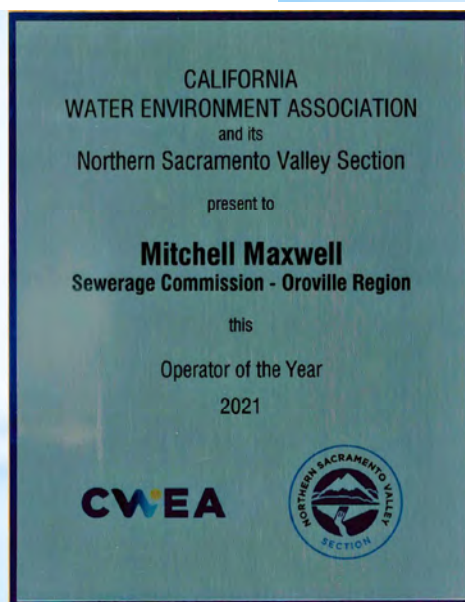 CALIFORNIA
WATER ENVIRONMENT ASSOCIATION
and its
Northern Sacramento Valley Section
present to
Mitchell Maxwell
Sewerage Commission - Oroville Region
this
Operator of the Year
2021
CWEA
NORTHERN SACRAMENTO VALLEY
SECTION